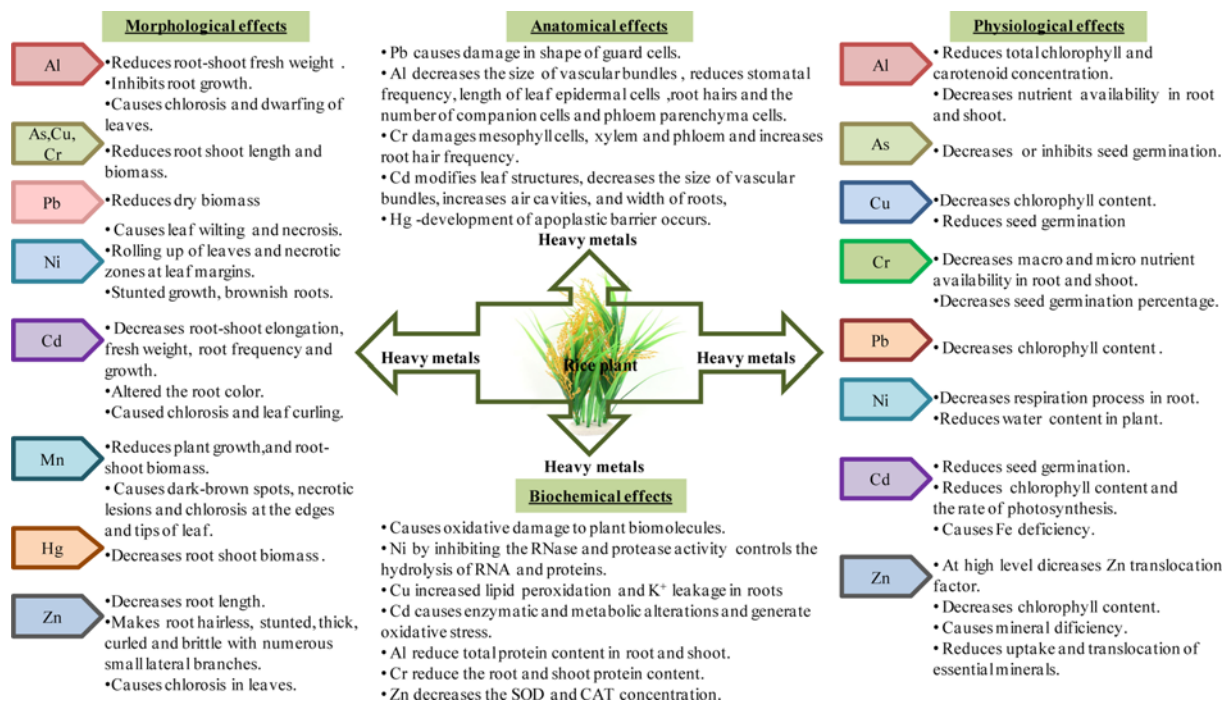 Morphological effects
Al
•Reduces root-shoot fresh weight .
•Inhibits root growth.
•Causes chlorosis and dwarfing of
leaves.
As,Cu,
Cr
•Reduces root shoot length and
biomass.
Pb
•Reduces dry biomass
Ni
•Causes leaf wilting and necrosis.
•Rolling up of leaves and necrotic
zones at leaf margins.
•Stunted growth, brownish roots.
Cd
• Decreases root-shoot elongation,
fresh weight, root frequency and
growth.
•Altered the root color.
•Caused chlorosis and leaf curling.
Mn
•Reduces plant growth,and root-
shoot biomass.
• Causes dark-brown spots, necrotic
lesions and chlorosis at the edges
and tips of leaf.
Hg
•Decreases root shoot biomass .
Zn
•Decreases root length.
•Makes root hairless, stunted, thick,
curled and brittle with numerous
small lateral branches.
•Causes chlorosis in leaves.
Anatomical effects
• Pb causes damage in shape of guard cells.
•Al decreases the size of vascular bundles , reduces stomatal
frequency, length of leaf epidermal cells ,root hairs and the
number of companion cells and phloem parenchyma cells.
•Cr damages mesophyll cells, xylem and phloem and increases
root hair frequency.
•Cd modifies leaf structures, decreases the size of vascular
bundles, increases air cavities, and width of roots,
• Hg -development of apoplastic barrier occurs.
Heavy metals
Heavy metals
Rice plant
Heavy metals
Heavy metals
Biochemical effects
• Causes oxidative damage to plant biomolecules.
• Ni by inhibiting the RNase and protease activity controls the
hydrolysis of RNA and proteins.
• Cu increased lipid peroxidation and K+ leakage in roots
• Cd causes enzymatic and metabolic alterations and generate
oxidative stress.
• Al reduce total protein content in root and shoot.
• Cr reduce the root and shoot protein content.
• Zn decreases the SOD and CAT concentration.
Physiological effects
Al
•Reduces total chlorophyll and
carotenoid concentration.
• Decreases nutrient availability in root
and shoot.
As
•Decreases or inhibits seed germination.
Cu
•Decreases chlorophyll content.
• Reduces seed germination
Cr
•Decreases macro and micro nutrient
availability in root and shoot.
•Decreases seed germination percentage.
Pb
•Decreases chlorophyll content .
Ni
•Decreases respiration process in root.
•Reduces water content in plant.
Cd
•Reduces seed germination.
• Reduces chlorophyll content and
the rate of photosynthesis.
• Causes Fe deficiency.
Zn
•At high level dicreases Zn translocation
factor.
• Decreases chlorophyll content.
• Causes mineral dificiency.
• Reduces uptake and translocation of
essential minerals.